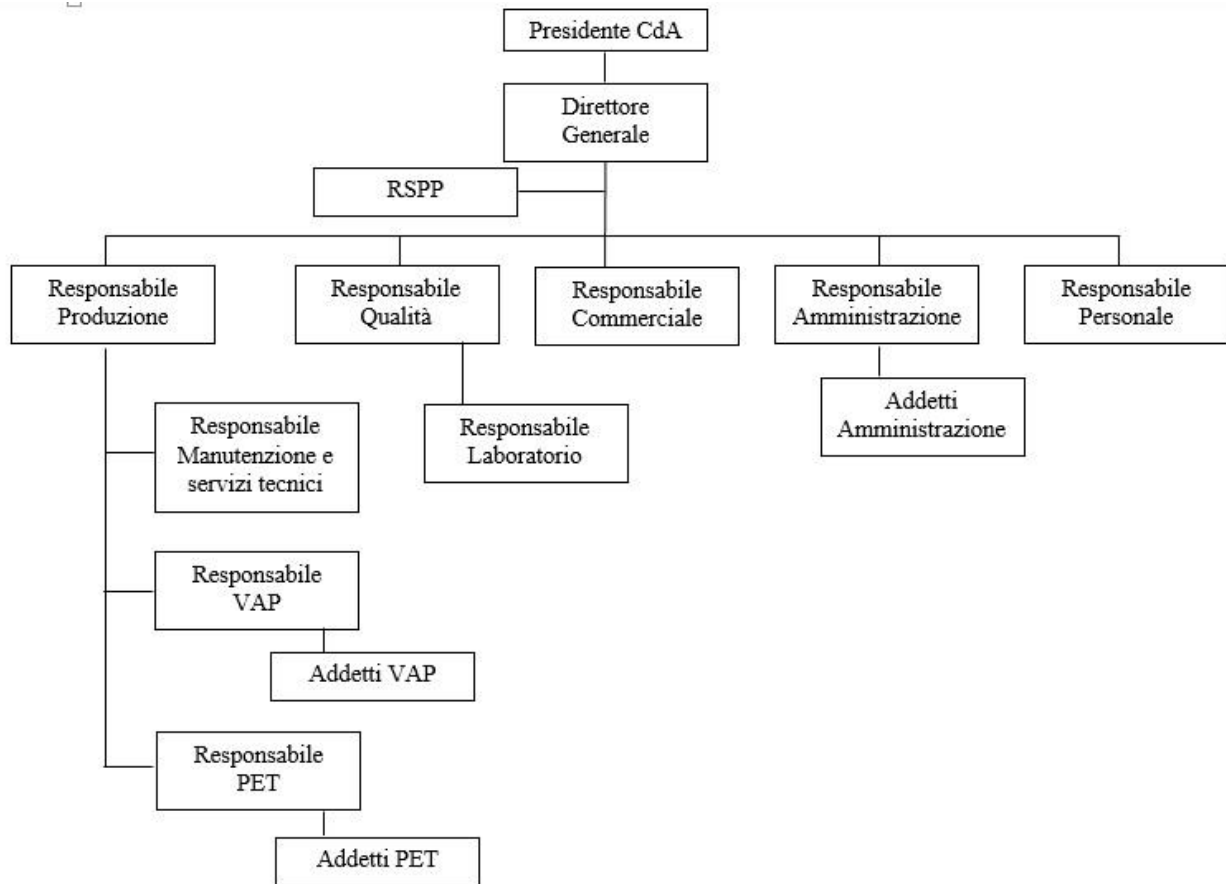 Presidente CdA
Direttore
Generale
RSPP
Responsabile
Produzione
Responsabile
Qualità
Responsabile
Commerciale
Responsabile
Amministrazione
Responsabile
Personale
Responsabile
Manutenzione e
servizi tecnici
Responsabile
Laboratorio
Addetti
Amministrazione
Responsabile
VAP
Addetti VAP
Responsabile
PET
Addetti PET